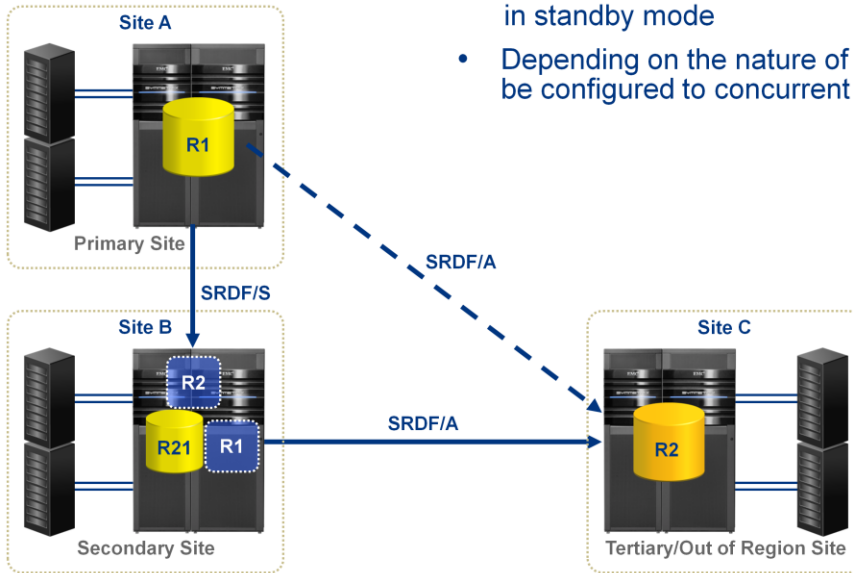 in standby mode
• Depending on the nature of
be configured to concurrent
Site A
R1
Primary Site
SRDF/A
SRDF/S
Site B
R2
R21
R1
Secondary Site
SRDF/A
Site C
R2
Tertiary/Out of Region Site